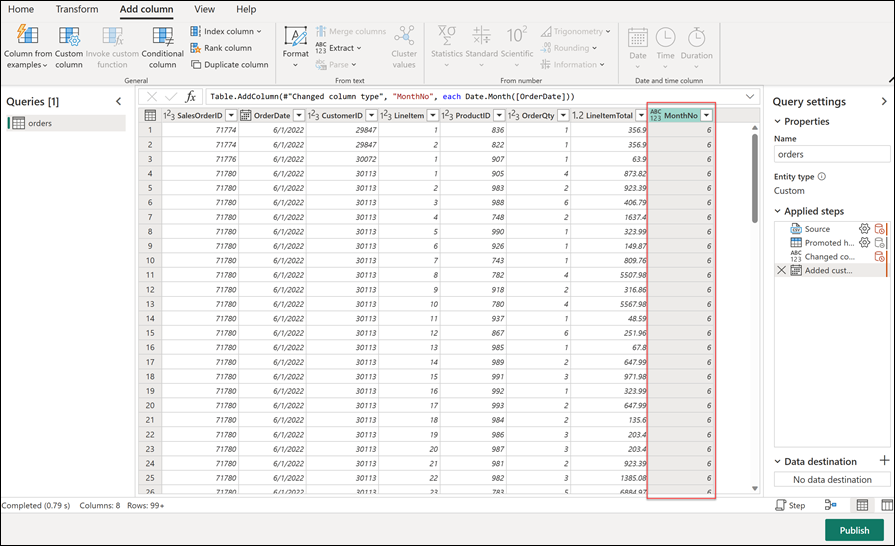 Home Transform Add column View Help
Column from examples Custom column Invoke custom function Conditional column
Index column
Rank column
Duplicate column
General
Format
Merge columns
ABC 123 Extract
Parse
Cluster values
From text
Statistics Standard Scientific
Trigonometry
Rounding
Information
From number
Date Time Duration
Date and time column
Queries [1]
orders
fx Table.AddColumn(#"Changed column type", "MonthNo", each Date.Month([OrderDate]))
SalesOrderID OrderDate CustomerID LineItem ProductID OrderQty LineItemTotal MonthNo
1 71774 6/1/2022 29847 1 836 1 356.9 6
2 71774 6/1/2022 29847 2 822 1 356.9 6
3 71776 6/1/2022 30072 1 907 1 63.9 6
4 71780 6/1/2022 30113 1 905 4 873.82 6
5 71780 6/1/2022 30113 2 983 2 923.39 6
6 71780 6/1/2022 30113 3 988 6 406.79 6
7 71780 6/1/2022 30113 4 748 2 1637.4 6
8 71780 6/1/2022 30113 5 990 1 323.99 6
9 71780 6/1/2022 30113 6 926 1 149.87 6
10 71780 6/1/2022 30113 7 743 1 809.76 6
11 71780 6/1/2022 30113 8 782 4 5507.98 6
12 71780 6/1/2022 30113 9 918 2 316.86 6
13 71780 6/1/2022 30113 10 780 4 5567.98 6
14 71780 6/1/2022 30113 11 937 1 48.59 6
15 71780 6/1/2022 30113 12 867 6 251.96 6
16 71780 6/1/2022 30113 13 985 1 67.8 6
17 71780 6/1/2022 30113 14 989 2 647.99 6
18 71780 6/1/2022 30113 15 991 3 971.98 6
19 71780 6/1/2022 30113 16 992 1 323.99 6
20 71780 6/1/2022 30113 17 993 2 647.99 6
21 71780 6/1/2022 30113 18 984 2 135.6 6
22 71780 6/1/2022 30113 19 986 3 203.4 6
23 71780 6/1/2022 30113 20 987 3 203.4 6
24 71780 6/1/2022 30113 21 981 2 923.39 6
25 71780 6/1/2022 30113 22 982 3 1385.08 6
26 71780 6/1/2022 30113 23 783 5 6884.97 6
Query settings
Properties
Name
orders
Entity type
Custom
Applied steps
Source
Promoted h...
Changed co...
Added cust...
Data destination
No data destination
Completed (0.79 s) Columns: 8 Rows: 99+
Step
Publish